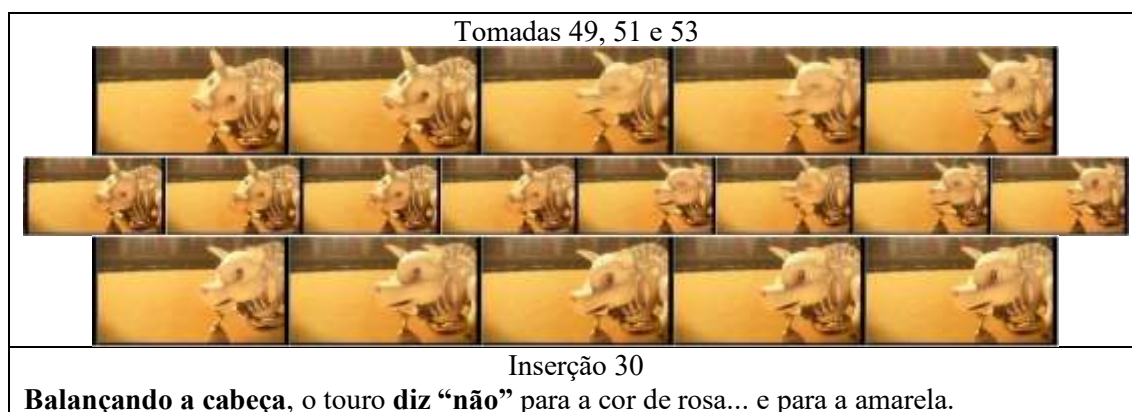 Tomadas 49, 51 e 53
Inserção 30
Balançando a cabeça, o touro diz “não” para a cor de rosa... e para a amarela.